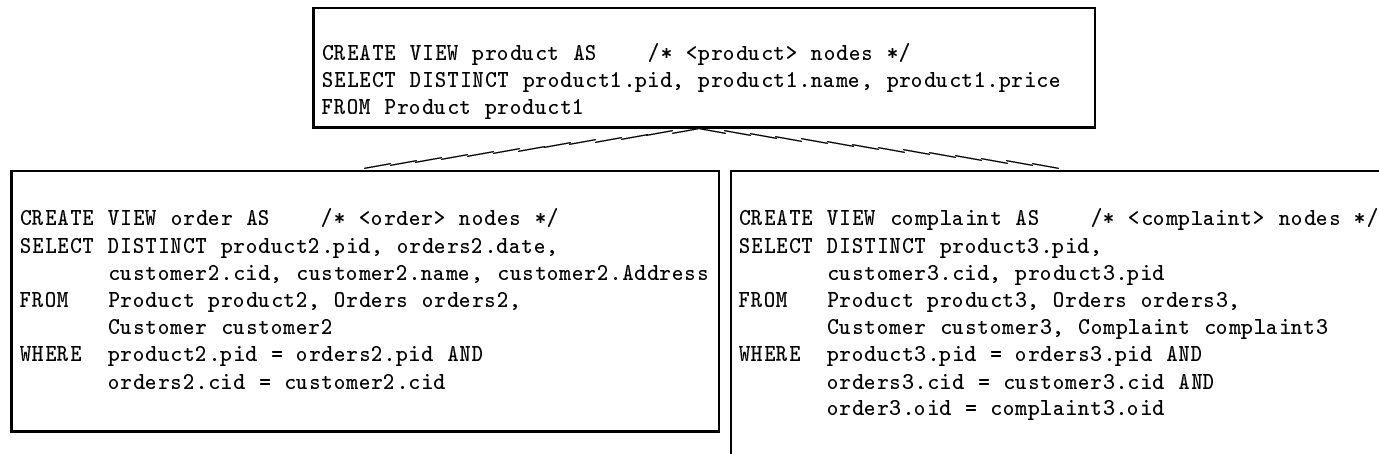 CREATE VIEW product AS    /* <product> nodes */
SELECT DISTINCT product1.pid, product1.name, product1.price
FROM Product product1
CREATE VIEW order AS    /* <order> nodes */
SELECT DISTINCT product2.pid, orders2.date,
       customer2.cid, customer2.name, customer2.Address
FROM   Product product2, Orders orders2,
       Customer customer2
WHERE  product2.pid = orders2.pid AND
       orders2.cid = customer2.cid
CREATE VIEW complaint AS    /* <complaint> nodes */
SELECT DISTINCT product3.pid,
       customer3.cid, product3.pid
FROM   Product product3, Orders orders3,
       Customer customer3, Complaint complaint3
WHERE  product3.pid = orders3.pid AND
       orders3.cid = customer3.cid AND
       order3.oid = complaint3.oid